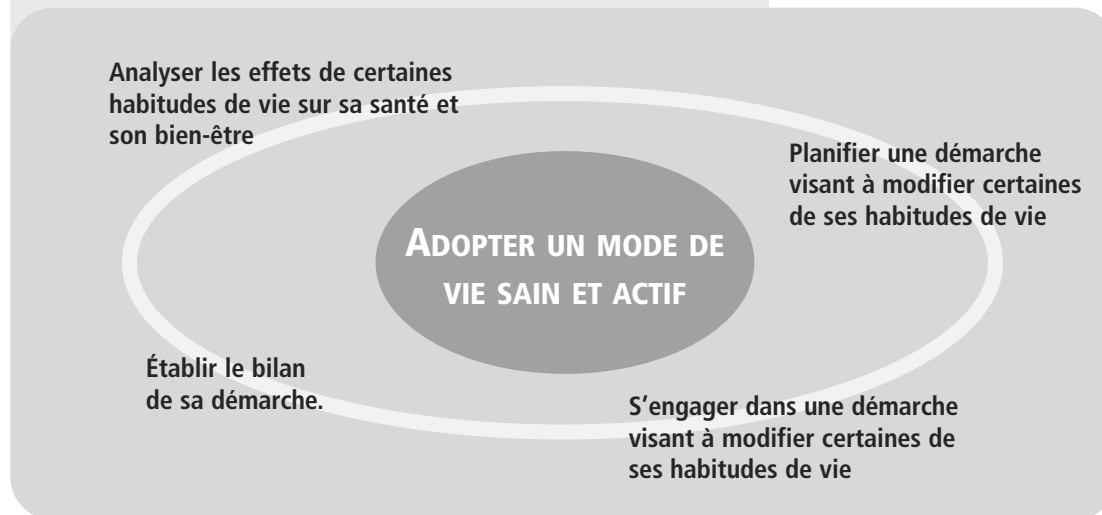 Analyser les effets de certaines
habitudes de vie sur sa santé et
son bien-être
Planifier une démarche
visant à modifier certaines
de ses habitudes de vie
ADOPTER UN MODE DE
VIE SAIN ET ACTIF
Établir le bilan
de sa démarche.
S’engager dans une démarche
visant à modifier certaines de
ses habitudes de vie